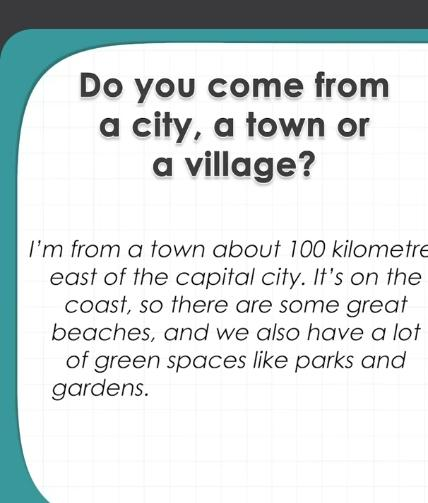 Do you come from
a city, a town or
a village?
I'm from a town about 100 kilometre
east of the capital city. It's on the
coast, so there are some great
beaches, and we also have a lot
of green spaces like parks and
gardens.